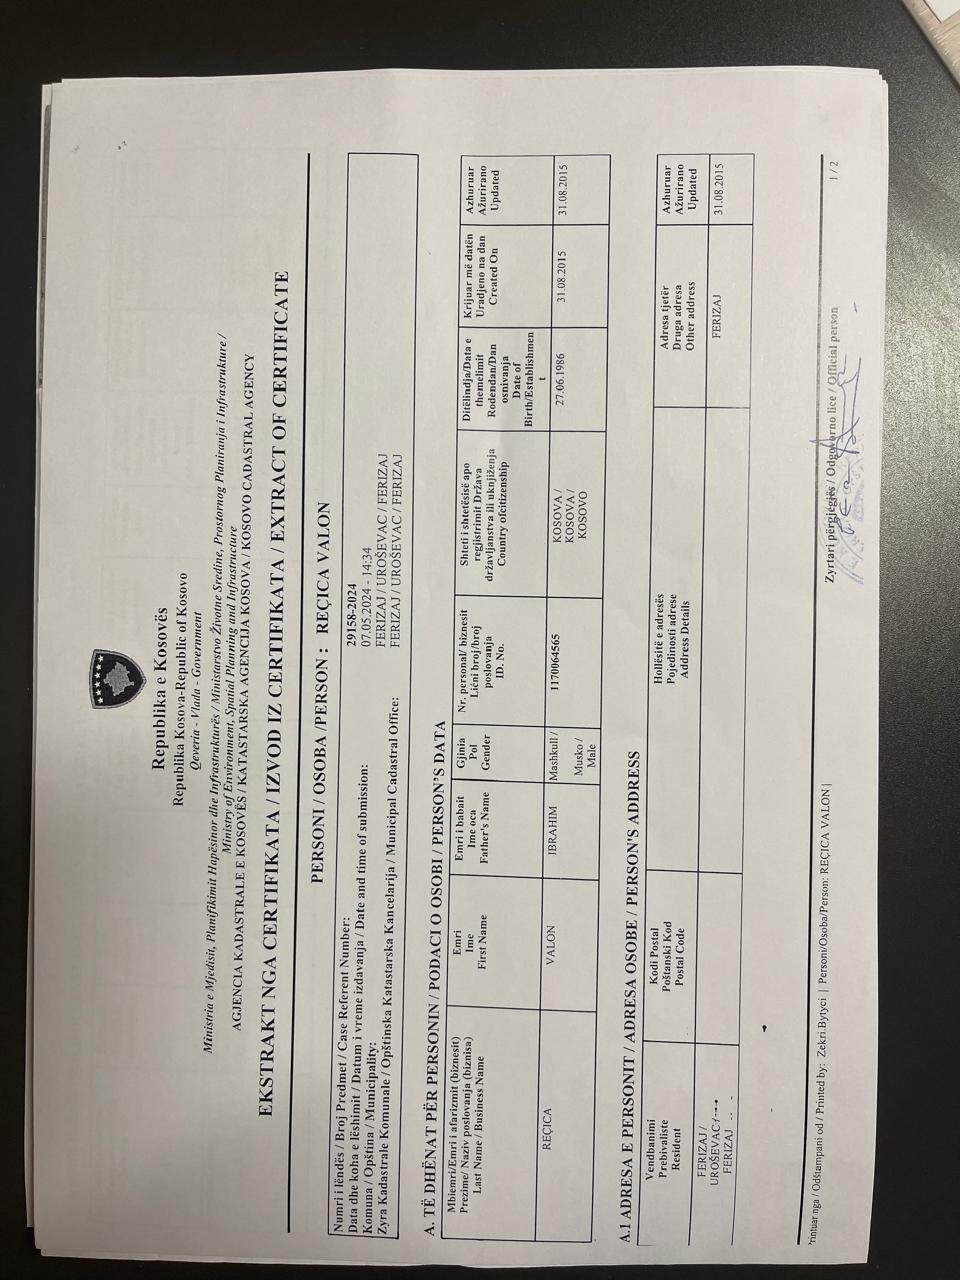 Republika e Kosovës
Republika Kosova-Republic of Kosovo
Qeveria - Vlada - Government
Ministria e Mjedisit, Planifikimit Hapësinor dhe Infrastrukturës / Ministarstvo Životne Sredine, Prostornog Planiranja i Infrastrukture /
Ministry of Environment, Spatial Planning and Infrastructure
AGJENCIA KADASTRALE E KOSOVËS / KATASTARSKA AGENCIJA KOSOVA / KOSOVO CADASTRAL AGENCY
EKSTRAKT NGA CERTIFIKATA / IZVOD IZ CERTIFIKATA / EXTRACT OF CERTIFICATE
PERSONI / OSOBA /PERSON : REÇICA VALON
Numri i lëndës / Broj Predmet / Case Referent Number: 29158-2024
Data dhe koha e lëshimit / Datum i vreme izdavanja / Date and time of submission: 07.05.2024 - 14:34
Komuna / Opština / Municipality: FERIZAJ / UROŠEVAC / FERIZAJ
Zyra Kadastrale Komunale / Opštinska Katastarska Kancelarija / Municipal Cadastral Office: FERIZAJ / UROŠEVAC / FERIZAJ
A. TË DHËNAT PËR PERSONIN / PODACI O OSOBI / PERSON'S DATA
Mbiemri/Emri i afarizmit (biznesit)
Prezime/ Naziv poslovanja (biznisa)
Last Name / Business Name
Emri
Ime
First Name
Emri i babait
Ime oca
Father's Name
Gjinia
Pol
Gender
Nr. personal/ biznesit
Lićni broj/broj
poslovanja
ID. No.
Shteti i shtetësisë apo
regjistrimit Država
državljanstva ili uknjiženja
Country ofcitizenship
Ditëlindja/Data e
themelimit
Rođendan/Dan
osnivanja
Date of
Birth/Establishmen
t
Krijuar më datën
Uradjeno na dan
Created On
Azhuruar
Ažurirano
Updated
REÇICA
VALON
IBRAHIM
Mashkull /
Musko /
Male
1170064565
KOSOVA /
KOSOVA /
KOSOVO
27.06.1986
31.08.2015
31.08.2015
A.1 ADRESA E PERSONIT / ADRESA OSOBE / PERSON'S ADDRESS
Vendbanimi
Prebivaliste
Resident
Kodi Postal
Poštanski Kod
Postal Code
Hollësitë e adresës
Pojedinosti adrese
Address Details
Adresa tjetër
Druga adresa
Other address
Azhuruar
Ažurirano
Updated
FERIZAJ /
UROŠEVAC /
FERIZAJ
FERIZAJ
31.08.2015
rintuar nga / Odštampani od / Printed by: Zekri.Bytyci | Personi/Osoba/Person: REÇICA VALON |
Zyrtari përgjegjës / Odgovorno lice / Official person
1 / 2